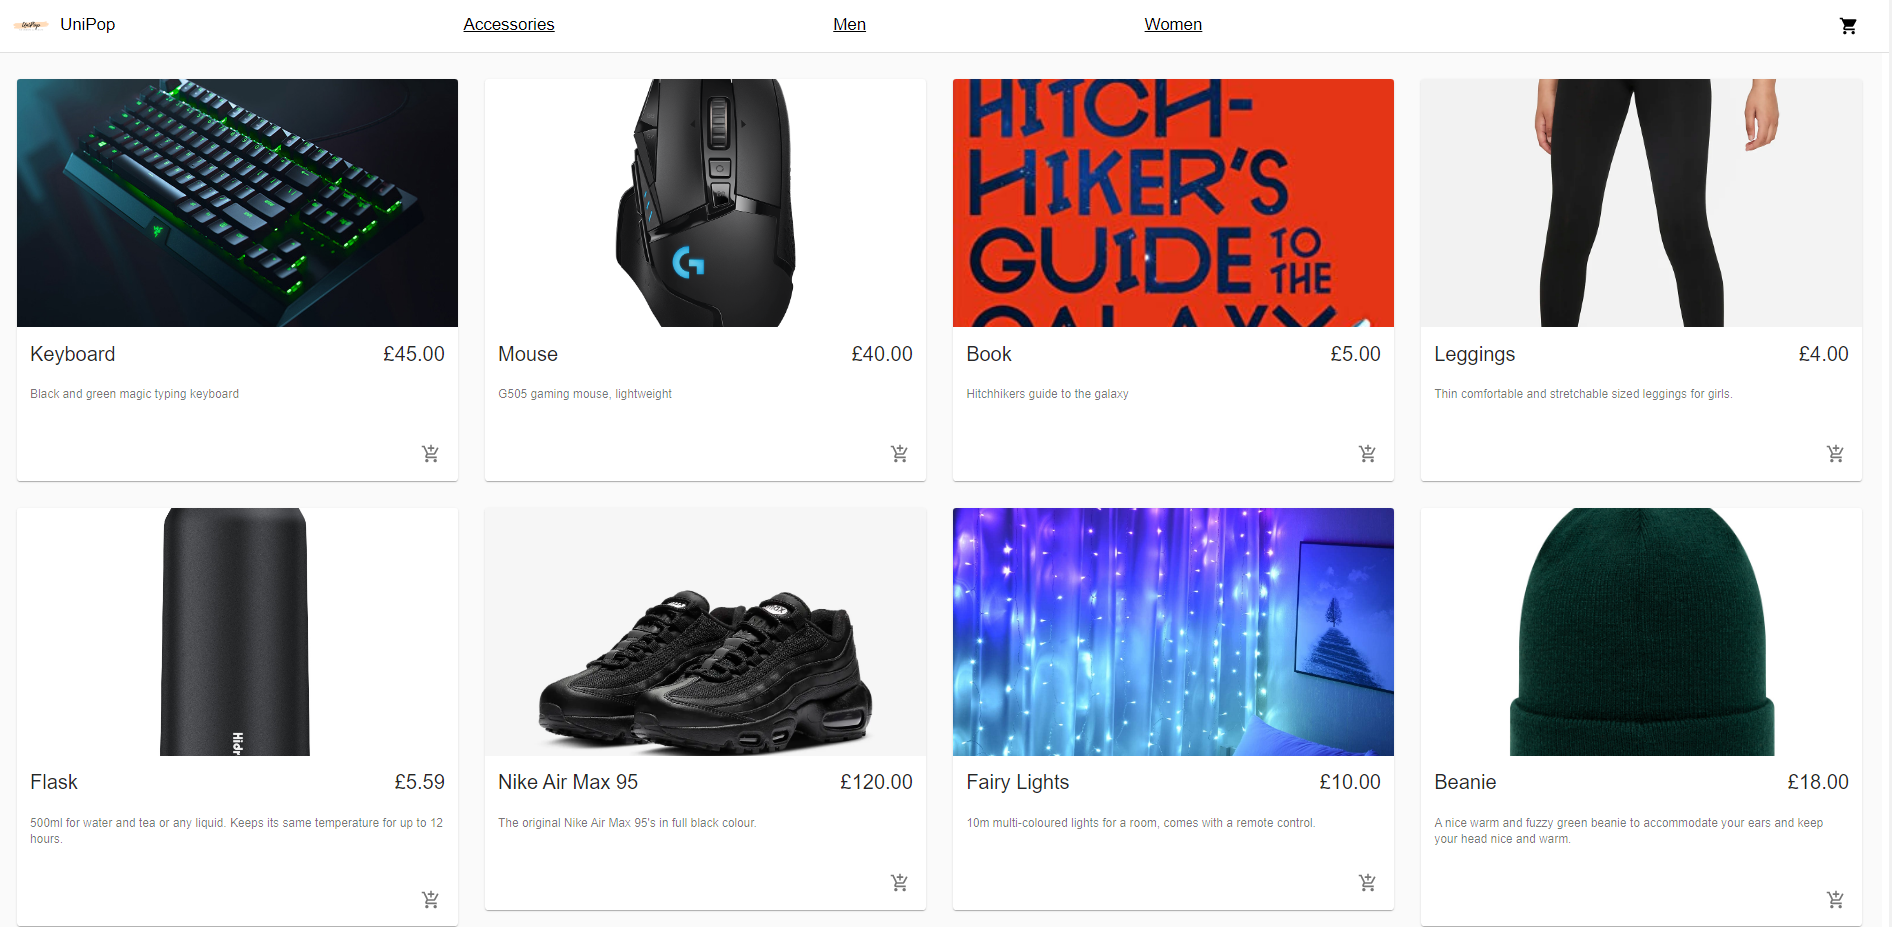 UniPop UniPop Accessories Men Women
HITCH-
HIKER'S
GUIDE TO
THE
GALAXY
Keyboard £45.00
Black and green magic typing keyboard
Mouse £40.00
G505 gaming mouse, lightweight
Book £5.00
Hitchhikers guide to the galaxy
Leggings £4.00
Thin comfortable and stretchable sized leggings for girls.
Hidr
Flask £5.59
500ml for water and tea or any liquid. Keeps its same temperature for up to 12
hours.
Nike Air Max 95 £120.00
The original Nike Air Max 95's in full black colour.
Fairy Lights £10.00
10m multi-coloured lights for a room, comes with a remote control.
Beanie £18.00
A nice warm and fuzzy green beanie to accommodate your ears and keep
your head nice and warm.